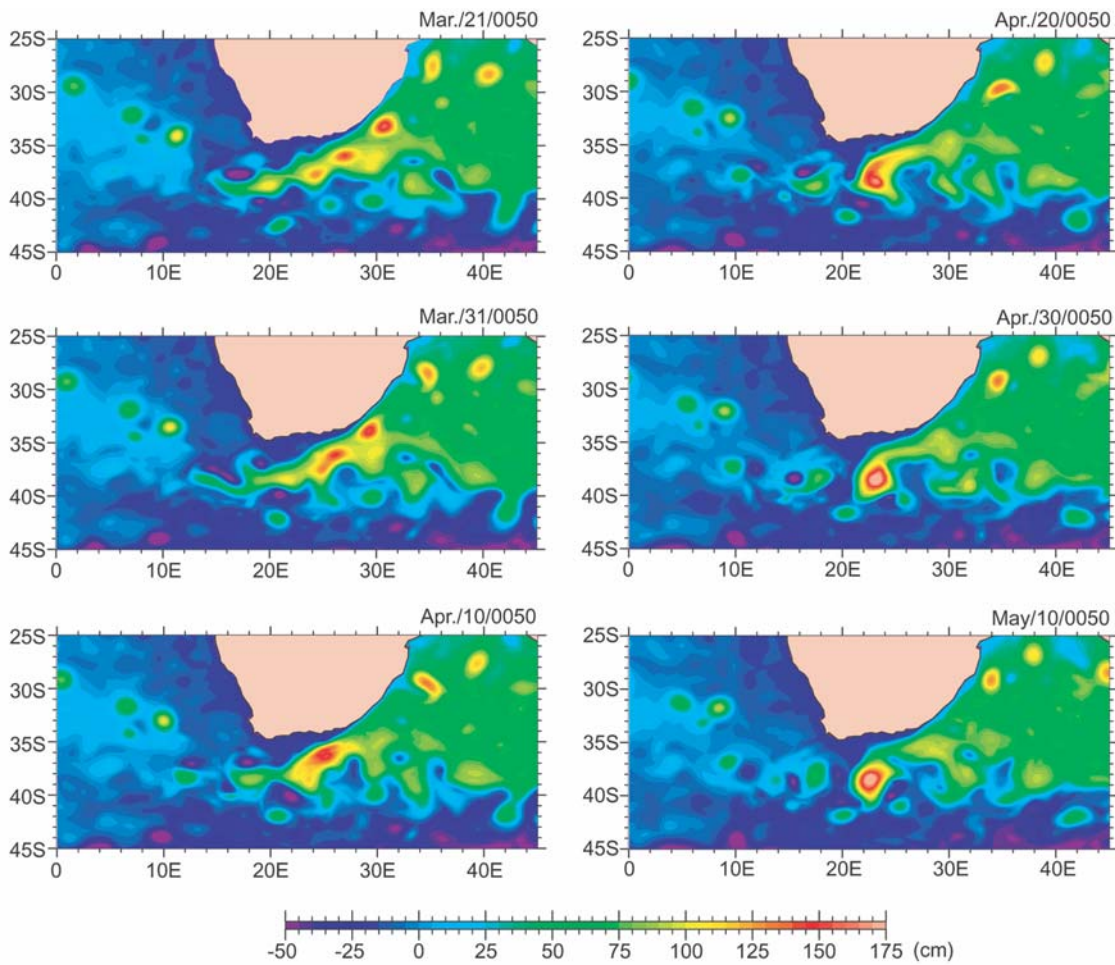 Mar./21/0050
25S
30S
35S
40S
45S
0 10E 20E 30E 40E
Apr./20/0050
25S
30S
35S
40S
45S
0 10E 20E 30E 40E
Mar./31/0050
25S
30S
35S
40S
45S
0 10E 20E 30E 40E
Apr./30/0050
25S
30S
35S
40S
45S
0 10E 20E 30E 40E
Apr./10/0050
25S
30S
35S
40S
45S
0 10E 20E 30E 40E
May/10/0050
25S
30S
35S
40S
45S
0 10E 20E 30E 40E
-50 -25 0 25 50 75 100 125 150 175 (cm)